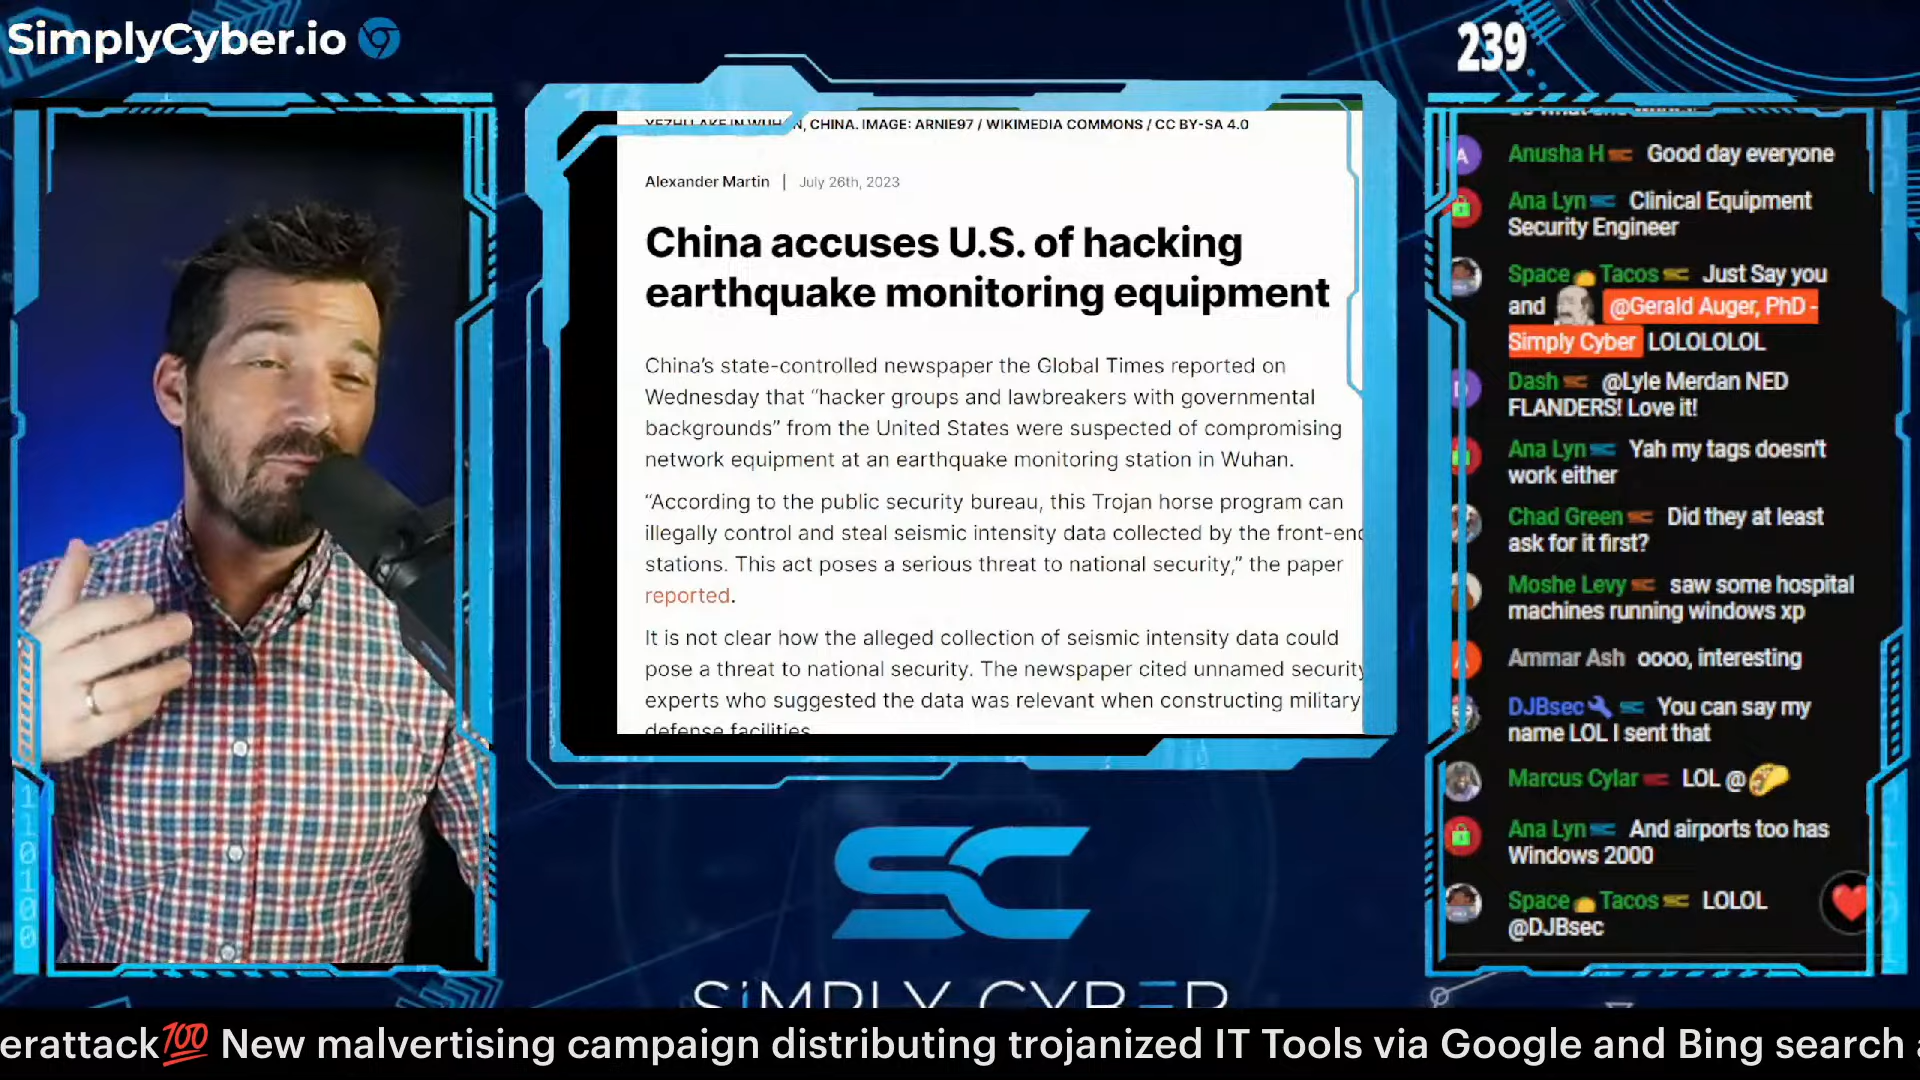 SimplyCyber.io
239
YEZHI LAKE IN WUHAN, CHINA. IMAGE: ARNIE97 / WIKIMEDIA COMMONS / CC BY-SA 4.0
Alexander Martin | July 26th, 2023
China accuses U.S. of hacking
earthquake monitoring equipment
China’s state-controlled newspaper the Global Times reported on
Wednesday that “hacker groups and lawbreakers with governmental
backgrounds” from the United States were suspected of compromising
network equipment at an earthquake monitoring station in Wuhan.
“According to the public security bureau, this Trojan horse program can
illegally control and steal seismic intensity data collected by the front-end
stations. This act poses a serious threat to national security,” the paper
reported.
It is not clear how the alleged collection of seismic intensity data could
pose a threat to national security. The newspaper cited unnamed security
experts who suggested the data was relevant when constructing military
defense facilities.
SC
SiMPLY CYBER
Anusha H Good day everyone
Ana Lyn Clinical Equipment
Security Engineer
Space 🌮 Tacos Just Say you
and @Gerald Auger, PhD -
Simply Cyber LOLOLOLOL
Dash @Lyle Merdan NED
FLANDERS! Love it!
Ana Lyn Yah my tags doesn't
work either
Chad Green Did they at least
ask for it first?
Moshe Levy saw some hospital
machines running windows xp
Ammar Ash oooo, interesting
DJBsec🔧 You can say my
name LOL I sent that
Marcus Cylar LOL @🌮
Ana Lyn And airports too has
Windows 2000
Space 🌮 Tacos LOLOL
@DJBsec
erattack💯 New malvertising campaign distributing trojanized IT Tools via Google and Bing search